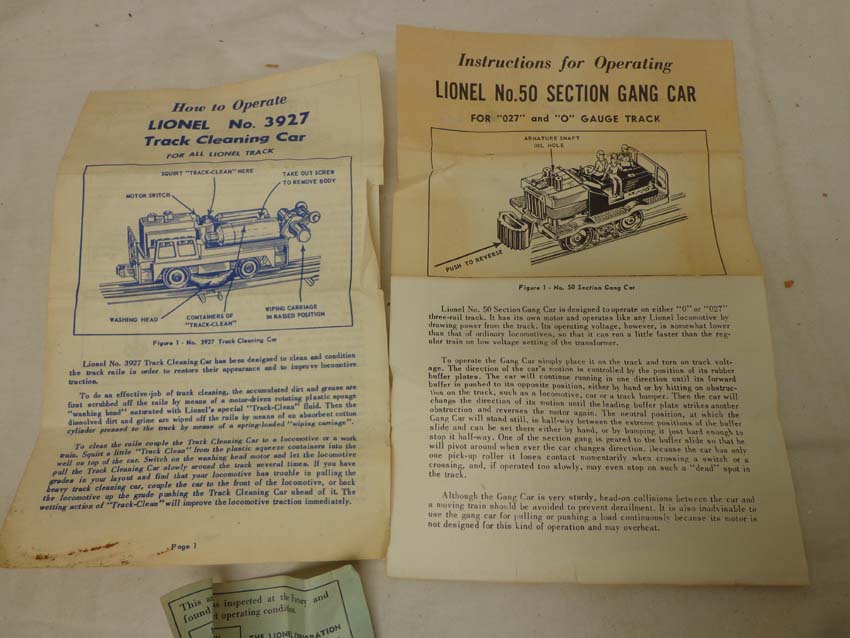 How to Operate
LIONEL No. 3927
Track Cleaning Car
FOR ALL LIONEL TRACK
SQUIRT "TRACK-CLEAN" HERE
TAKE OUT SCREW
TO REMOVE BODY
MOTOR SWITCH
WASHING HEAD
CONTAINERS OF
"TRACK-CLEAN"
WIPING CARRIAGE
IN RAISED POSITION
Figure 1 - No. 3927 Track Cleaning Car
Lionel No. 3927 Track Cleaning Car has been designed to clean and condition
the track rails in order to restore their appearance and to improve locomotive
traction.
To do an effective job of track cleaning, the accumulated dirt and grease are
first scrubbed off the rails by means of a motor-driven rotating plastic sponge
"washing head" saturated with Lionel's special "Track-Clean" fluid. Then the
dissolved dirt and grime are wiped off the rails by means of an absorbent cotton
cylinder pressed to the track by means of a spring-loaded "wiping carriage".
To clean the rails couple the Track Cleaning Car to a locomotive or a work
train. Squirt a little "Track Clean" from the plastic squeeze containers into the
well on top of the car. Switch on the washing head motor and let the locomotive
pull the Track Cleaning Car slowly around the track several times. If you have
grades in your layout and find that your locomotive has trouble in pulling the
heavy track cleaning car, couple the car to the front of the locomotive, or back
the locomotive up the grade pushing the Track Cleaning Car ahead of it. The
wetting action of "Track-Clean" will improve the locomotive traction immediately.
Page 1
Instructions for Operating
LIONEL No.50 SECTION GANG CAR
FOR "027" and "O" GAUGE TRACK
ARMATURE SHAFT
OIL HOLE
PUSH TO REVERSE
Figure 1 - No. 50 Section Gang Car
Lionel No. 50 Section Gang Car is designed to operate on either "0" or "027"
three-rail track. It has its own motor and operates like any Lionel locomotive by
drawing power from the track. Its operating voltage, however, is somewhat lower
than that of ordinary locomotives, so that it can run a little faster than the reg-
ular train on low voltage setting of the transformer.
To operate the Gang Car simply place it on the track and turn on track volt-
age. The direction of the car's motion is controlled by the position of its rubber
buffer plates. The car will continue running in one direction until its forward
buffer is pushed to its opposite position, either by hand or by hitting an obstruc-
tion on the track, such as a locomotive, car or a track bumper. Then the car will
change the direction of its motion until the leading buffer plate strikes another
obstruction and reverses the motor again. The neutral position, at which the
Gang Car will stand still, is half-way between the extreme positions of the buffer
slide and can be set there either by hand, or by bumping it just hard enough to
stop it half-way. One of the section gang is geared to the buffer slide so that he
will pivot around when ever the car changes direction. Because the car has only
one pick-up roller it loses contact momentarily when crossing a switch or a
crossing, and, if operated too slowly, may even stop on such a "dead" spot in
the track.
Although the Gang Car is very sturdy, head-on collisions between the car and
a moving train should be avoided to prevent derailment. It is also inadvisable to
use the gang car for pulling or pushing a load continuously because its motor is
not designed for this kind of operation and may overheat.
This inspected at the Factory and
found operating condition.
THE LIONEL CORPORATION